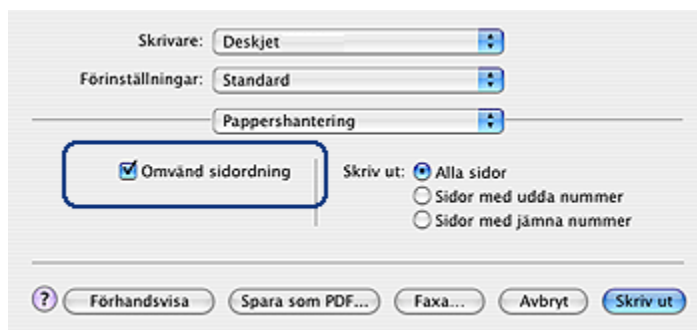 Skrivare: Deskjet
Förinställningar: Standard
Pappershantering
Omvänd sidordning Skriv ut: Alla sidor
Sidor med udda nummer
Sidor med jämna nummer
? Förhandsvisa Spara som PDF... Faxa... Avbryt Skriv ut